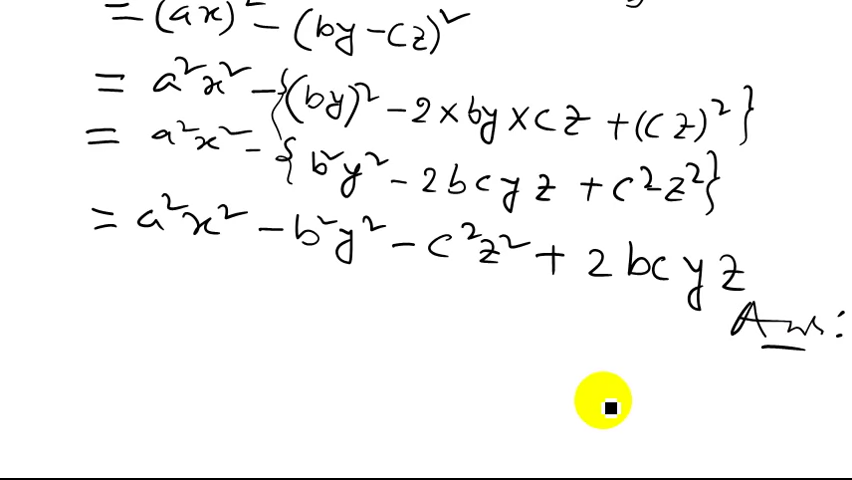 = (ax)² - (by - cz)²
= a²x² - {(by)² - 2 × by × cz + (cz)²}
= a²x² - {b²y² - 2bcyz + c²z²}
= a²x² - b²y² - c²z² + 2bcyz
Ans: